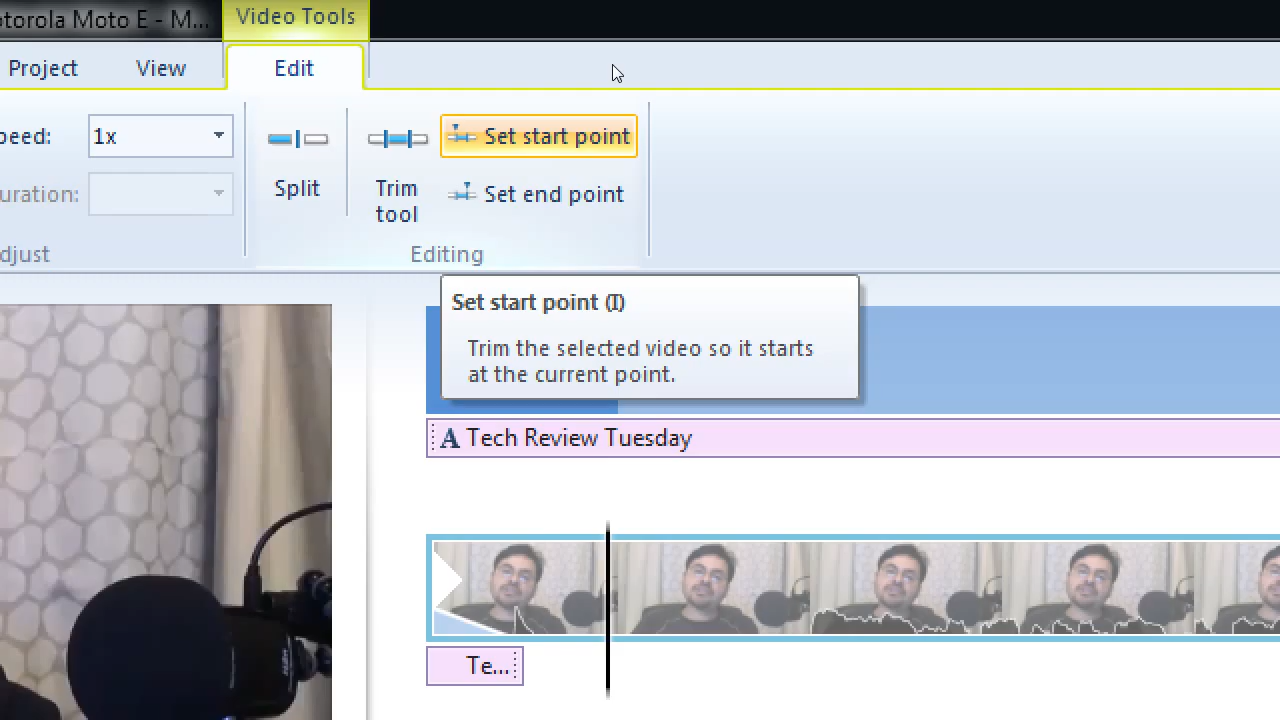 otorola Moto E - M...
Video Tools
Project
View
Edit
peed:
1x
Split
Trim
tool
Set start point
Set end point
uration:
djust
Editing
Set start point (I)
Trim the selected video so it starts
at the current point.
A Tech Review Tuesday
Te...